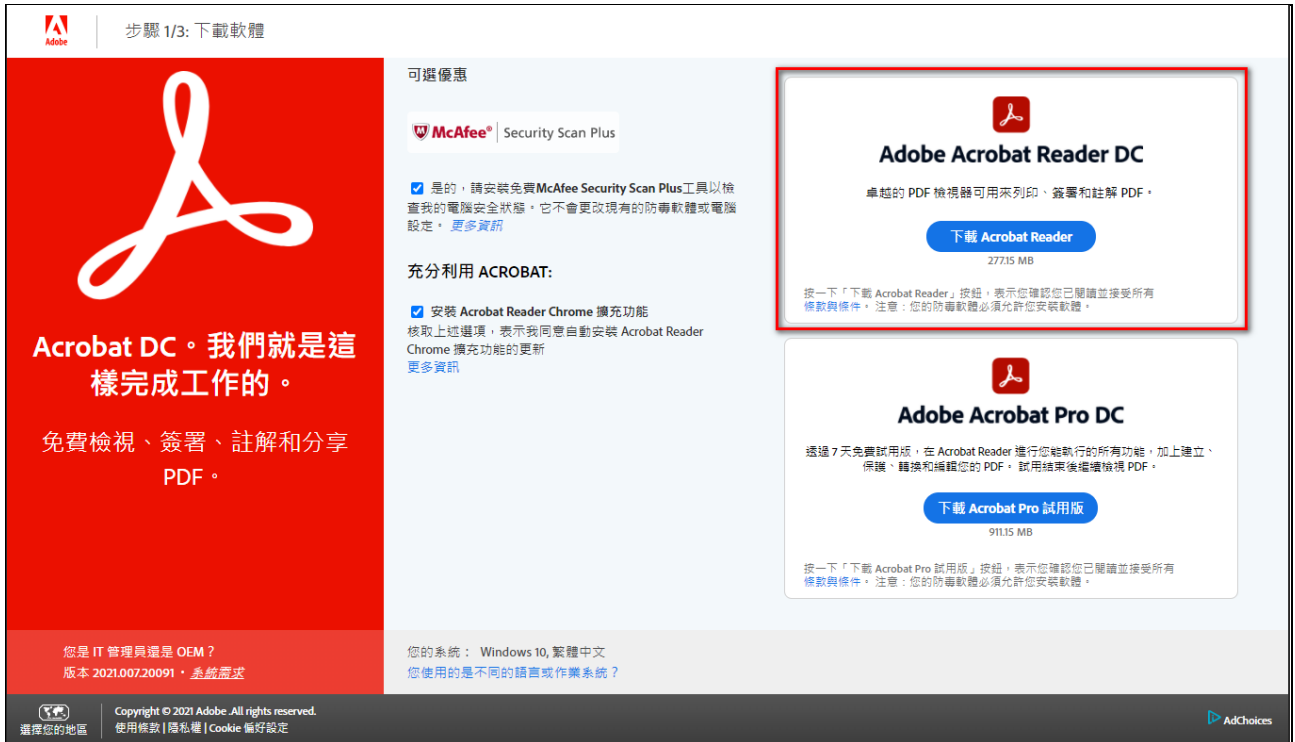 Adobe
步驟 1/3: 下載軟體
Acrobat DC。我們就是這
樣完成工作的。
免費檢視、簽署、註解和分享
PDF。
可選優惠
McAfee® Security Scan Plus
是的，請安裝免費McAfee Security Scan Plus工具以檢
查我的電腦安全狀態。它不會更改現有的防毒軟體或電腦
設定。 更多資訊
充分利用 ACROBAT:
安裝 Acrobat Reader Chrome 擴充功能
核取上述選項，表示我同意自動安裝 Acrobat Reader
Chrome 擴充功能的更新
更多資訊
Adobe Acrobat Reader DC
卓越的 PDF 檢視器可用來列印、簽署和註解 PDF。
下載 Acrobat Reader
277.15 MB
按一下「下載 Acrobat Reader」按鈕，表示您確認您已閱讀並接受所有
條款與條件。 注意：您的防毒軟體必須允許您安裝軟體。
Adobe Acrobat Pro DC
透過 7 天免費試用版，在 Acrobat Reader 進行您能執行的所有功能，加上建立、
保護、轉換和編輯您的 PDF。 試用結束後繼續檢視 PDF。
下載 Acrobat Pro 試用版
911.15 MB
按一下「下載 Acrobat Pro 試用版」按鈕，表示您確認您已閱讀並接受所有
條款與條件。 注意：您的防毒軟體必須允許您安裝軟體。
您是 IT 管理員還是 OEM？
版本 2021.007.20091・系統需求
您的系統： Windows 10, 繁體中文
您使用的是不同的語言或作業系統？
選擇您的地區
Copyright © 2021 Adobe .All rights reserved.
使用條款 | 隱私權 | Cookie 偏好設定
AdChoices